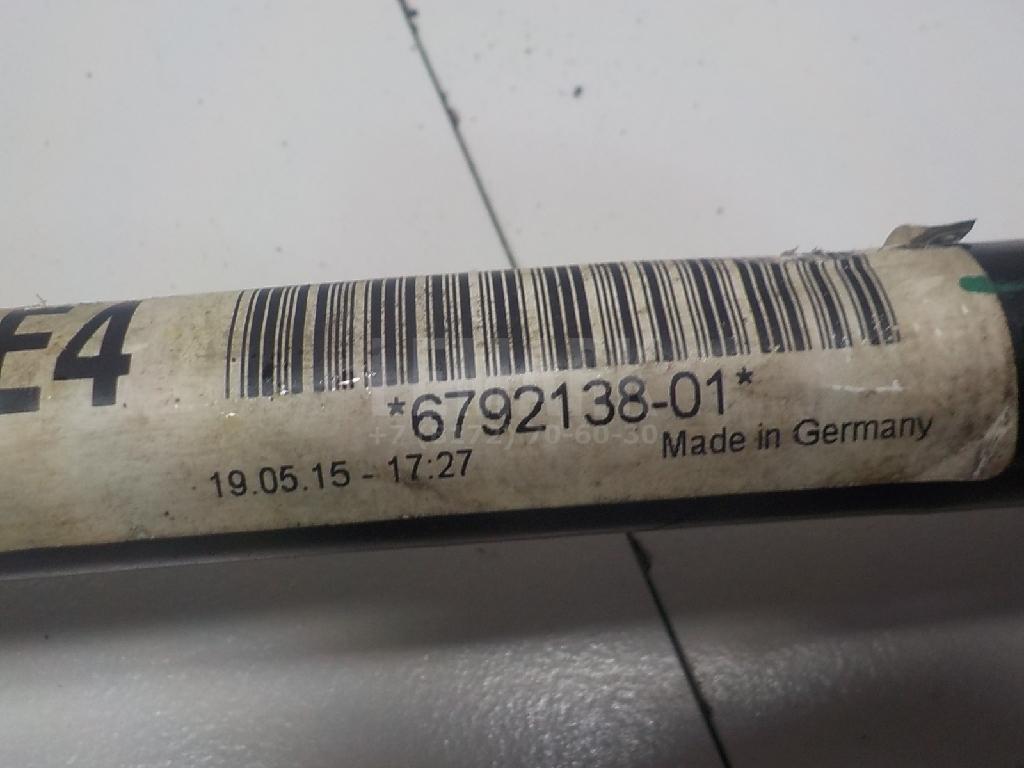 E4
*6792138-01*
Made in Germany
19.05.15 - 17:27